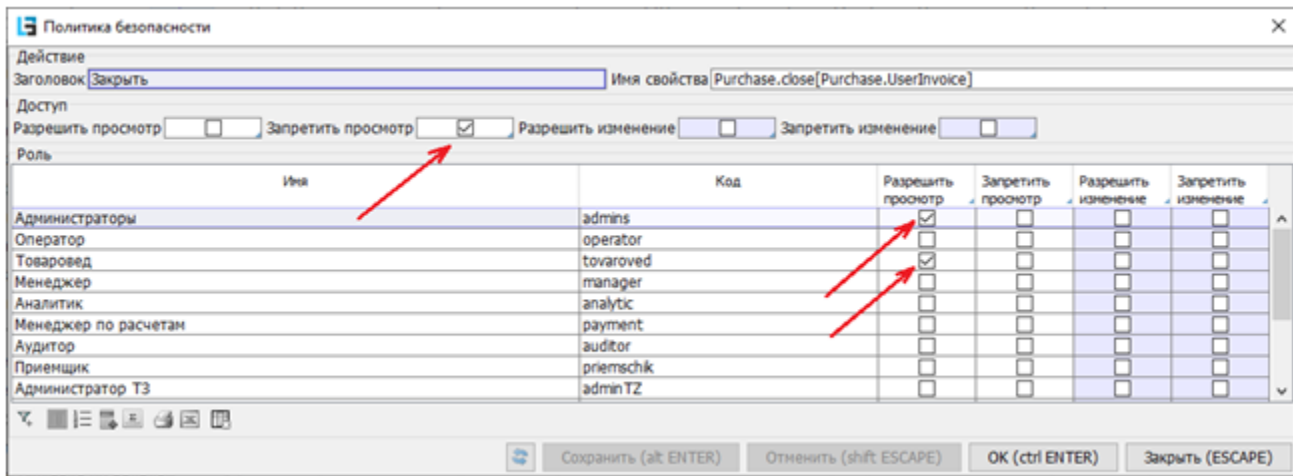 Политика безопасности
Действие
Заголовок Закрыть Имя свойства Purchase.close[Purchase.UserInvoice]
Доступ
Разрешить просмотр Запретить просмотр Разрешить изменение Запретить изменение
Роль
Имя Код Разрешить просмотр Запретить просмотр Разрешить изменение Запретить изменение
Администраторы admins
Оператор operator
Товаровед tovaroved
Менеджер manager
Аналитик analytic
Менеджер по расчетам payment
Аудитор auditor
Приемщик priemschik
Администратор ТЗ adminTZ
Сохранить (alt ENTER) Отменить (shift ESCAPE) OK (ctrl ENTER) Закрыть (ESCAPE)